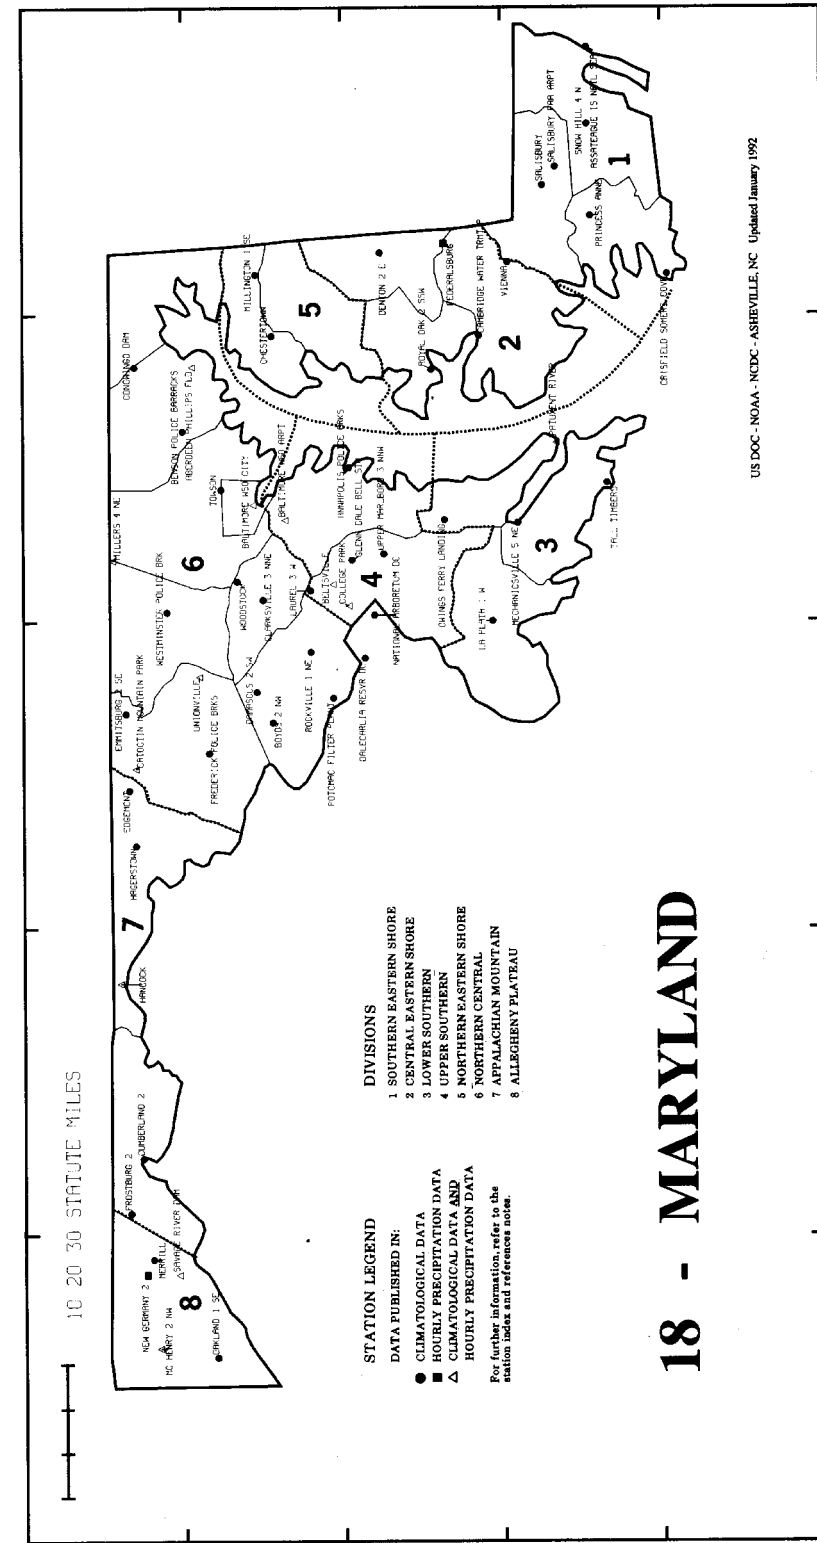 10 20 30 STATUTE MILES
MILLERS 4 NE
CONOWINGO DAM
EMMITSBURG 2 SE
CATOCTIN MOUNTAIN PARK
WESTMINSTER POLICE BRK
BENSON POLICE BARRACKS
ABERDEEN PHILLIPS FLD
EDGEMONT
HAGERSTOWN
HANCOCK
7
6
UNIONVILLE
FREDERICK POLICE BRKS
TOWSON
WOODSTOCK
BALTIMORE WSO CITY
BALTIMORE WSO ARPT
MILLINGTON 1 SE
CHESTERTOWN
5
FROSTBURG 2
CUMBERLAND 2
NEW GERMANY 2
MERRILL
SAVAGE RIVER DAM
MC HENRY 2 NW
8
OAKLAND 1 SE
DAMASCUS 2 SW
BOYDS 2 NW
CLARKSVILLE 3 NNE
LAUREL 3 W
ROCKVILLE 1 NE
BELTSVILLE
COLLEGE PARK
GLENN DALE BELL ST
ANNAPOLIS POLICE BRKS
UPPER MARLBORO 3 NNW
4
POTOMAC FILTER PLANT
DALECARLIA RESVR DC
NATIONAL ARBORETUM DC
DENTON 2 E
ROYAL OAK 2 SSW
FEDERALSBURG
CAMBRIDGE WATER TRMT P
VIENNA
2
OWINGS FERRY LANDING
LA PLATA 1 W
MECHANICSVILLE 5 NE
PATUXENT RIVER
3
TALL TIMBERS
SALISBURY
SALISBURY FAA ARPT
SNOW HILL 4 N
ASSATEAGUE IS NATL SEA
PRINCESS ANNE
1
CRISFIELD SOMERS COVE
STATION LEGEND
DATA PUBLISHED IN:
CLIMATOLOGICAL DATA
HOURLY PRECIPITATION DATA
CLIMATOLOGICAL DATA AND
HOURLY PRECIPITATION DATA
For further information, refer to the
station index and references notes.
DIVISIONS
1 SOUTHERN EASTERN SHORE
2 CENTRAL EASTERN SHORE
3 LOWER SOUTHERN
4 UPPER SOUTHERN
5 NORTHERN EASTERN SHORE
6 NORTHERN CENTRAL
7 APPALACHIAN MOUNTAIN
8 ALLEGHENY PLATEAU
18 - MARYLAND
US DOC - NOAA - NCDC - ASHEVILLE, NC Updated January 1992